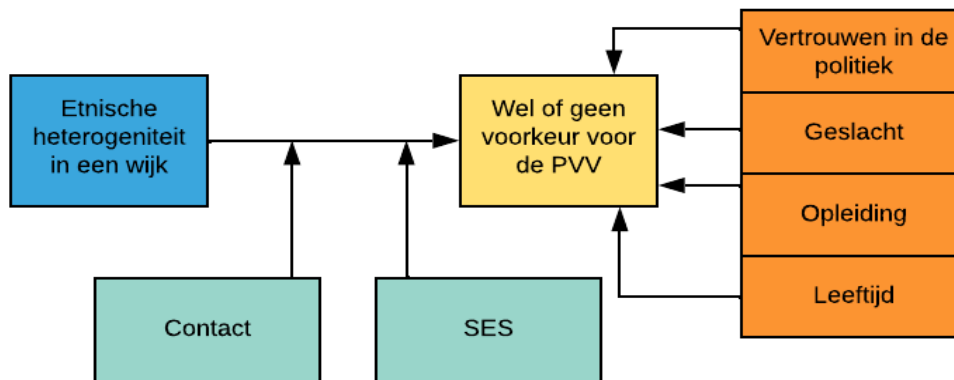 Etnische
heterogeniteit
in een wijk
Wel of geen
voorkeur voor
de PVV
Vertrouwen in de
politiek
Geslacht
Opleiding
Leeftijd
Contact
SES